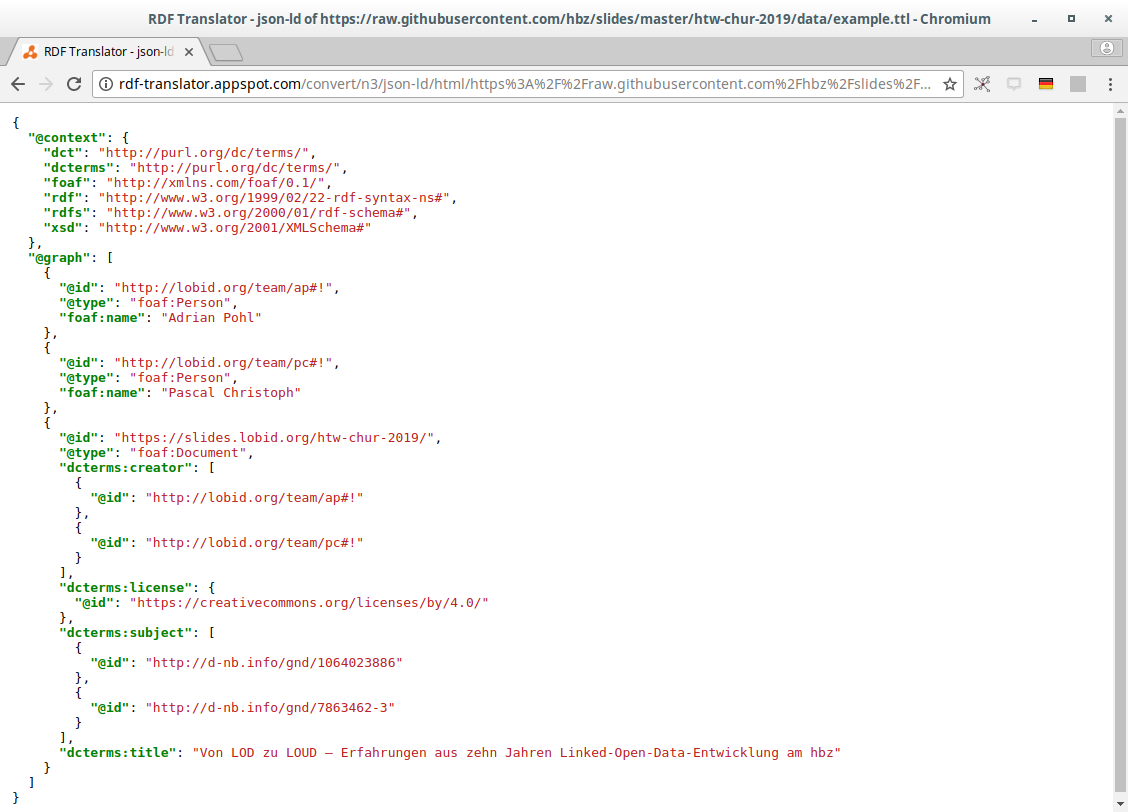 RDF Translator - json-ld of https://raw.githubusercontent.com/hbz/slides/master/htw-chur-2019/data/example.ttl - Chromium
RDF Translator - json-ld
rdf-translator.appspot.com/convert/n3/json-ld/html/https%3A%2F%2Fraw.githubusercontent.com%2Fhbz%2Fslides%2F...
{
  "@context": {
    "dct": "http://purl.org/dc/terms/",
    "dcterms": "http://purl.org/dc/terms/",
    "foaf": "http://xmlns.com/foaf/0.1/",
    "rdf": "http://www.w3.org/1999/02/22-rdf-syntax-ns#",
    "rdfs": "http://www.w3.org/2000/01/rdf-schema#",
    "xsd": "http://www.w3.org/2001/XMLSchema#"
  },
  "@graph": [
    {
      "@id": "http://lobid.org/team/ap#!",
      "@type": "foaf:Person",
      "foaf:name": "Adrian Pohl"
    },
    {
      "@id": "http://lobid.org/team/pc#!",
      "@type": "foaf:Person",
      "foaf:name": "Pascal Christoph"
    },
    {
      "@id": "https://slides.lobid.org/htw-chur-2019/",
      "@type": "foaf:Document",
      "dcterms:creator": [
        {
          "@id": "http://lobid.org/team/ap#!"
        },
        {
          "@id": "http://lobid.org/team/pc#!"
        }
      ],
      "dcterms:license": {
        "@id": "https://creativecommons.org/licenses/by/4.0/"
      },
      "dcterms:subject": [
        {
          "@id": "http://d-nb.info/gnd/1064023886"
        },
        {
          "@id": "http://d-nb.info/gnd/7863462-3"
        }
      ],
      "dcterms:title": "Von LOD zu LOUD – Erfahrungen aus zehn Jahren Linked-Open-Data-Entwicklung am hbz"
    }
  ]
}